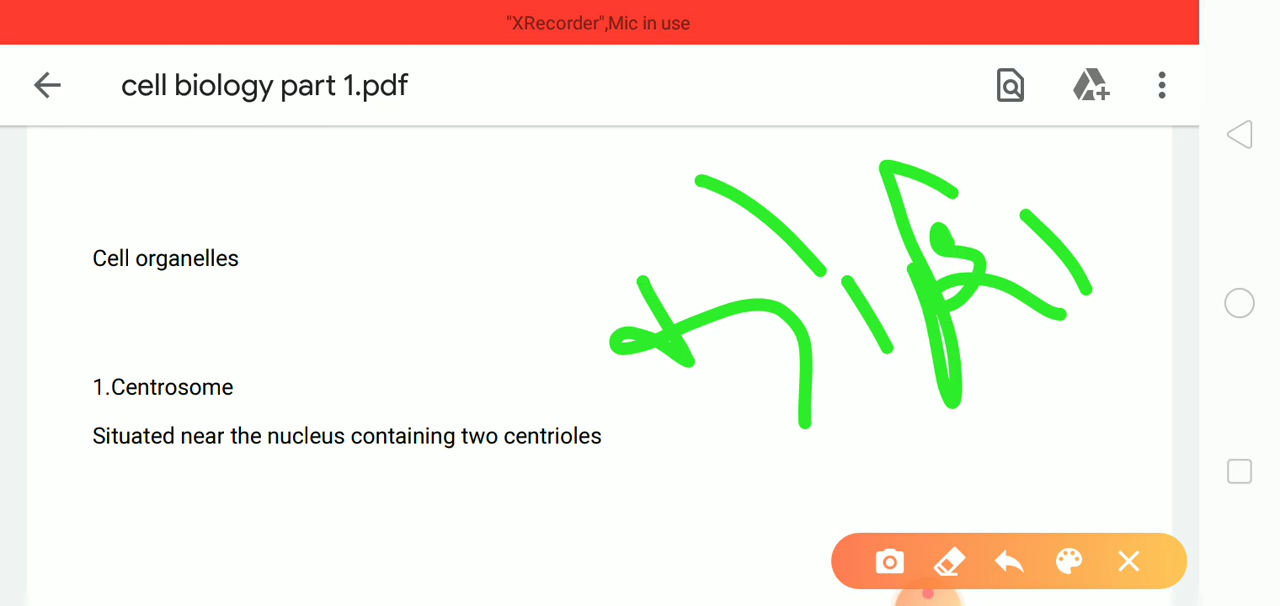 "XRecorder",Mic in use
cell biology part 1.pdf
Cell organelles
1.Centrosome
Situated near the nucleus containing two centrioles